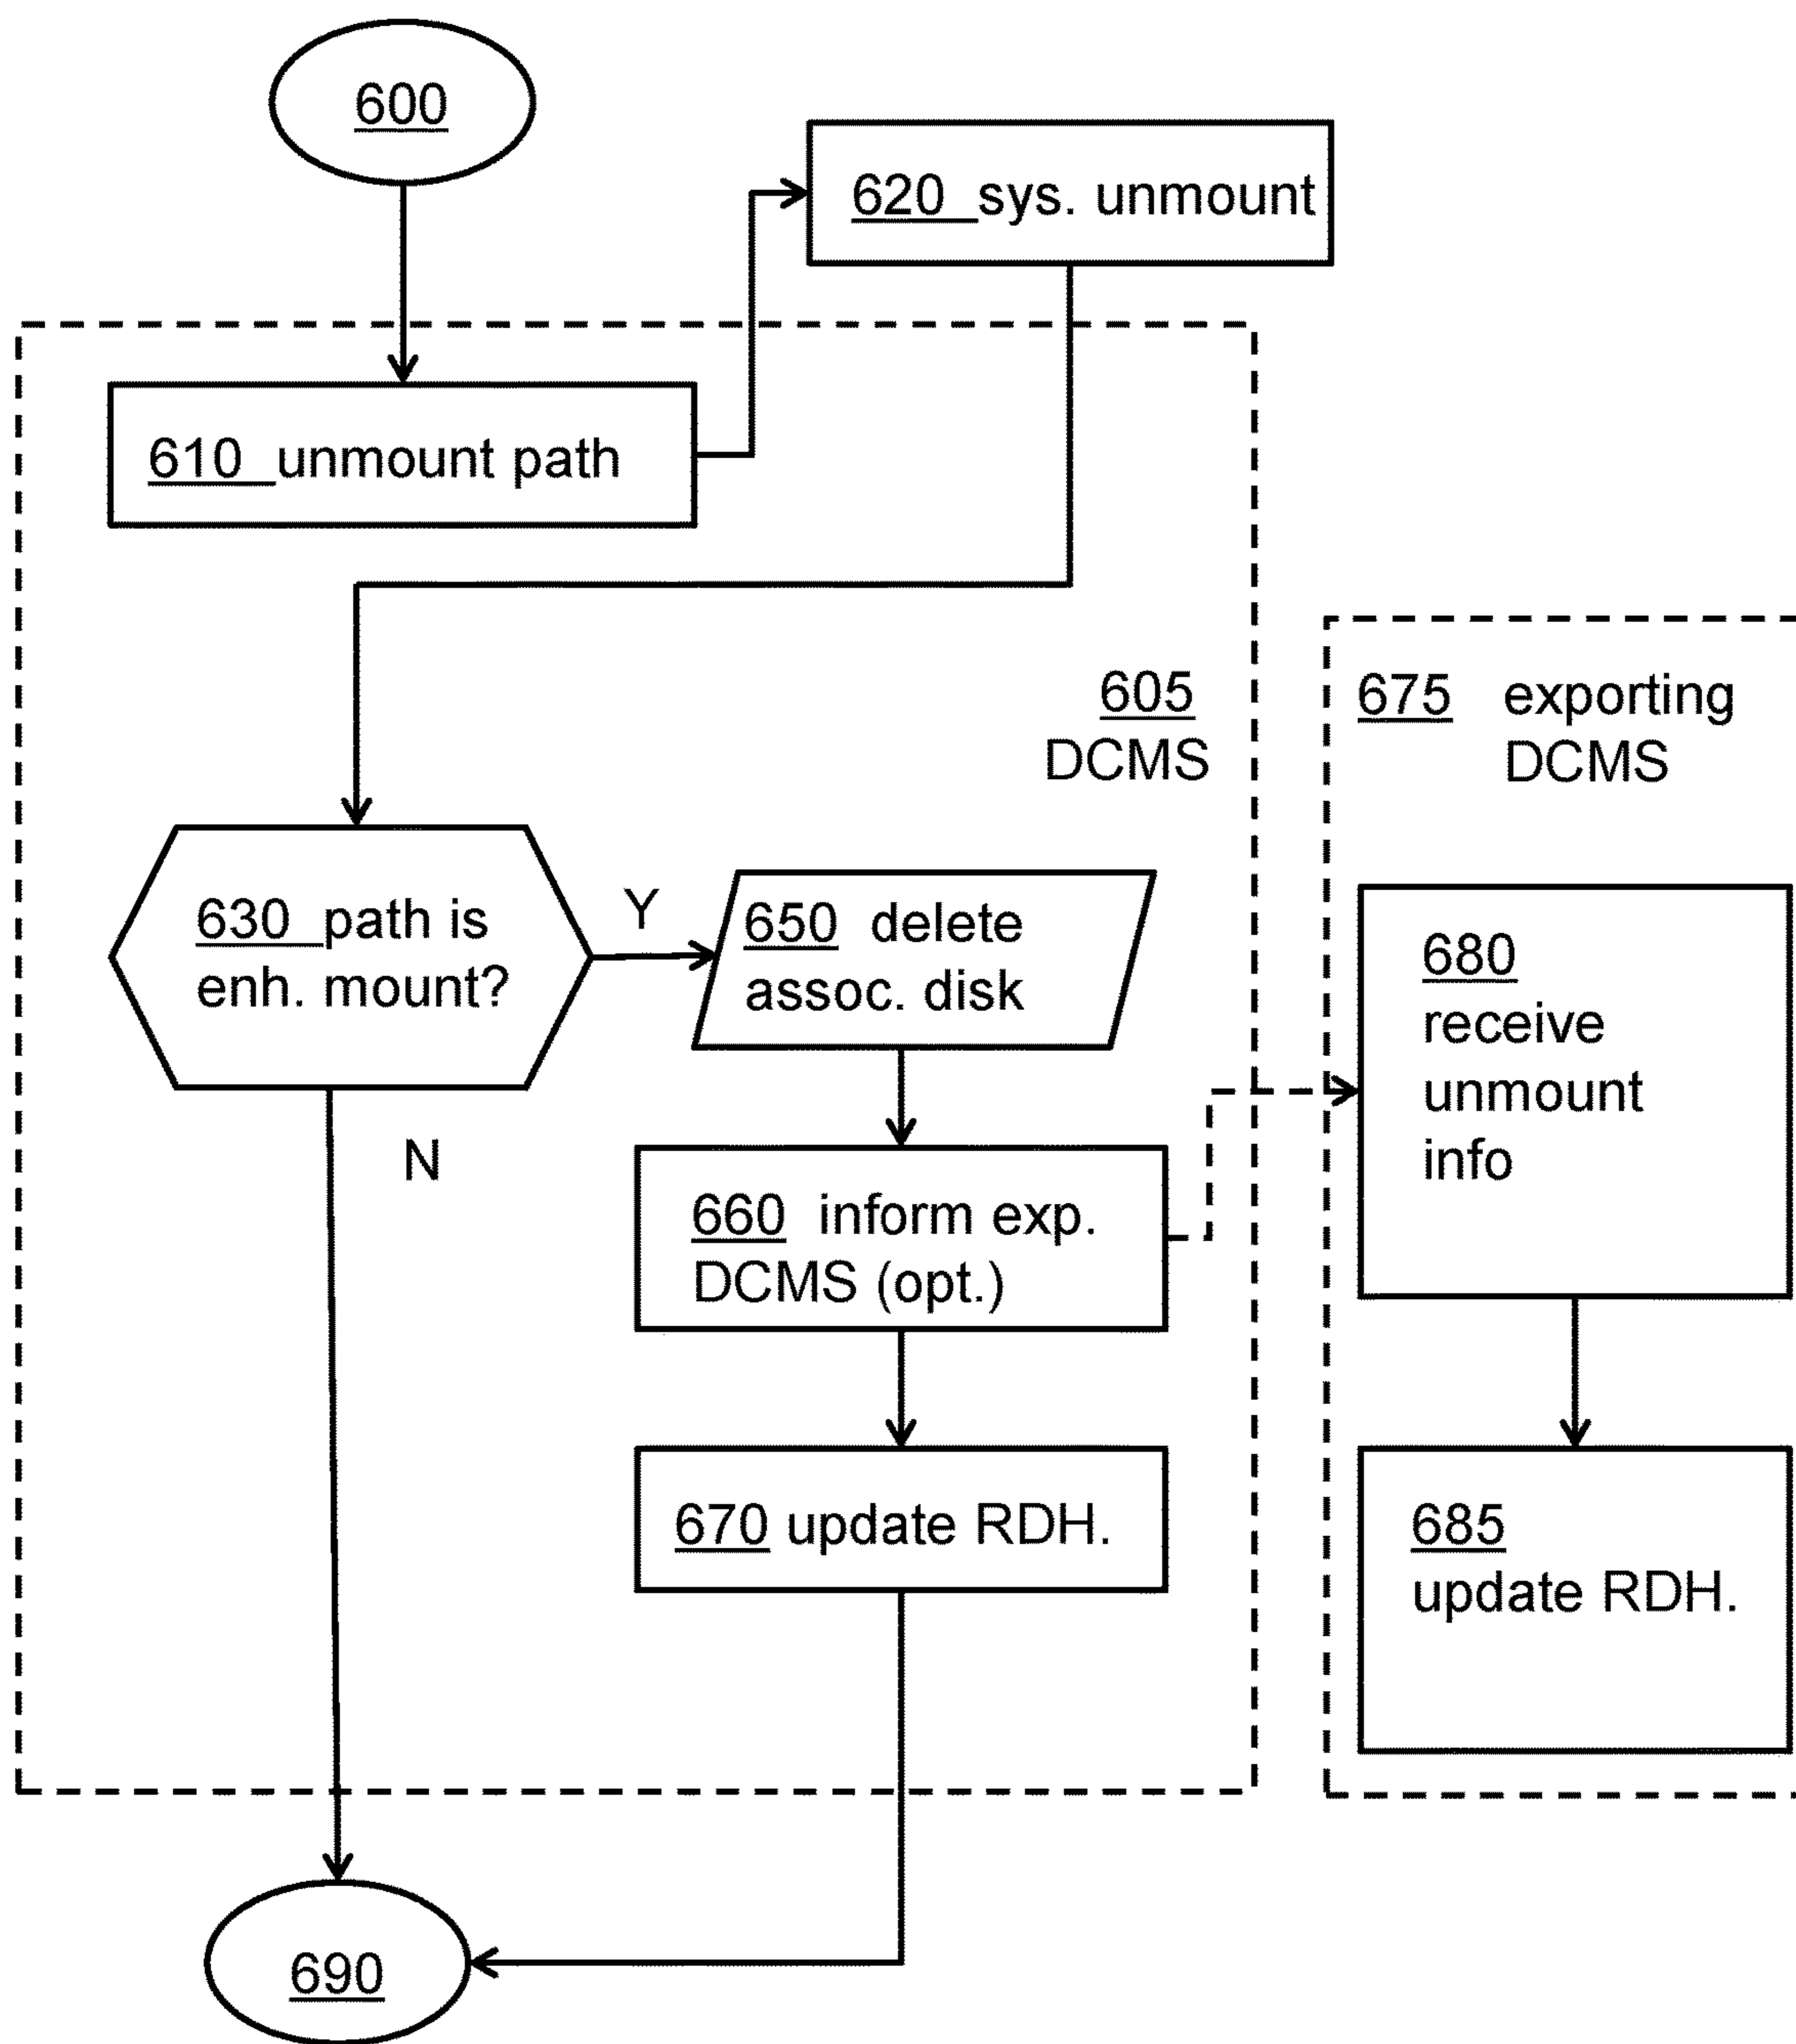 600
620 sys. unmount
610 unmount path
605
DCMS
675 exporting
DCMS
630 path is
enh. mount?
Y
N
650 delete
assoc. disk
660 inform exp.
DCMS (opt.)
670 update RDH.
680
receive
unmount
info
685
update RDH.
690